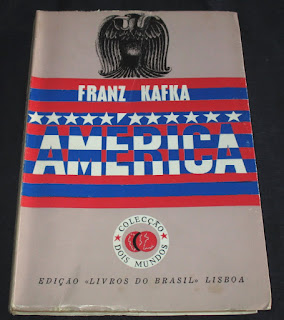 FRANZ KAFKA
AMÉRICA
COLECÇÃO
DOIS MUNDOS
EDIÇÃO «LIVROS DO BRASIL» LISBOA